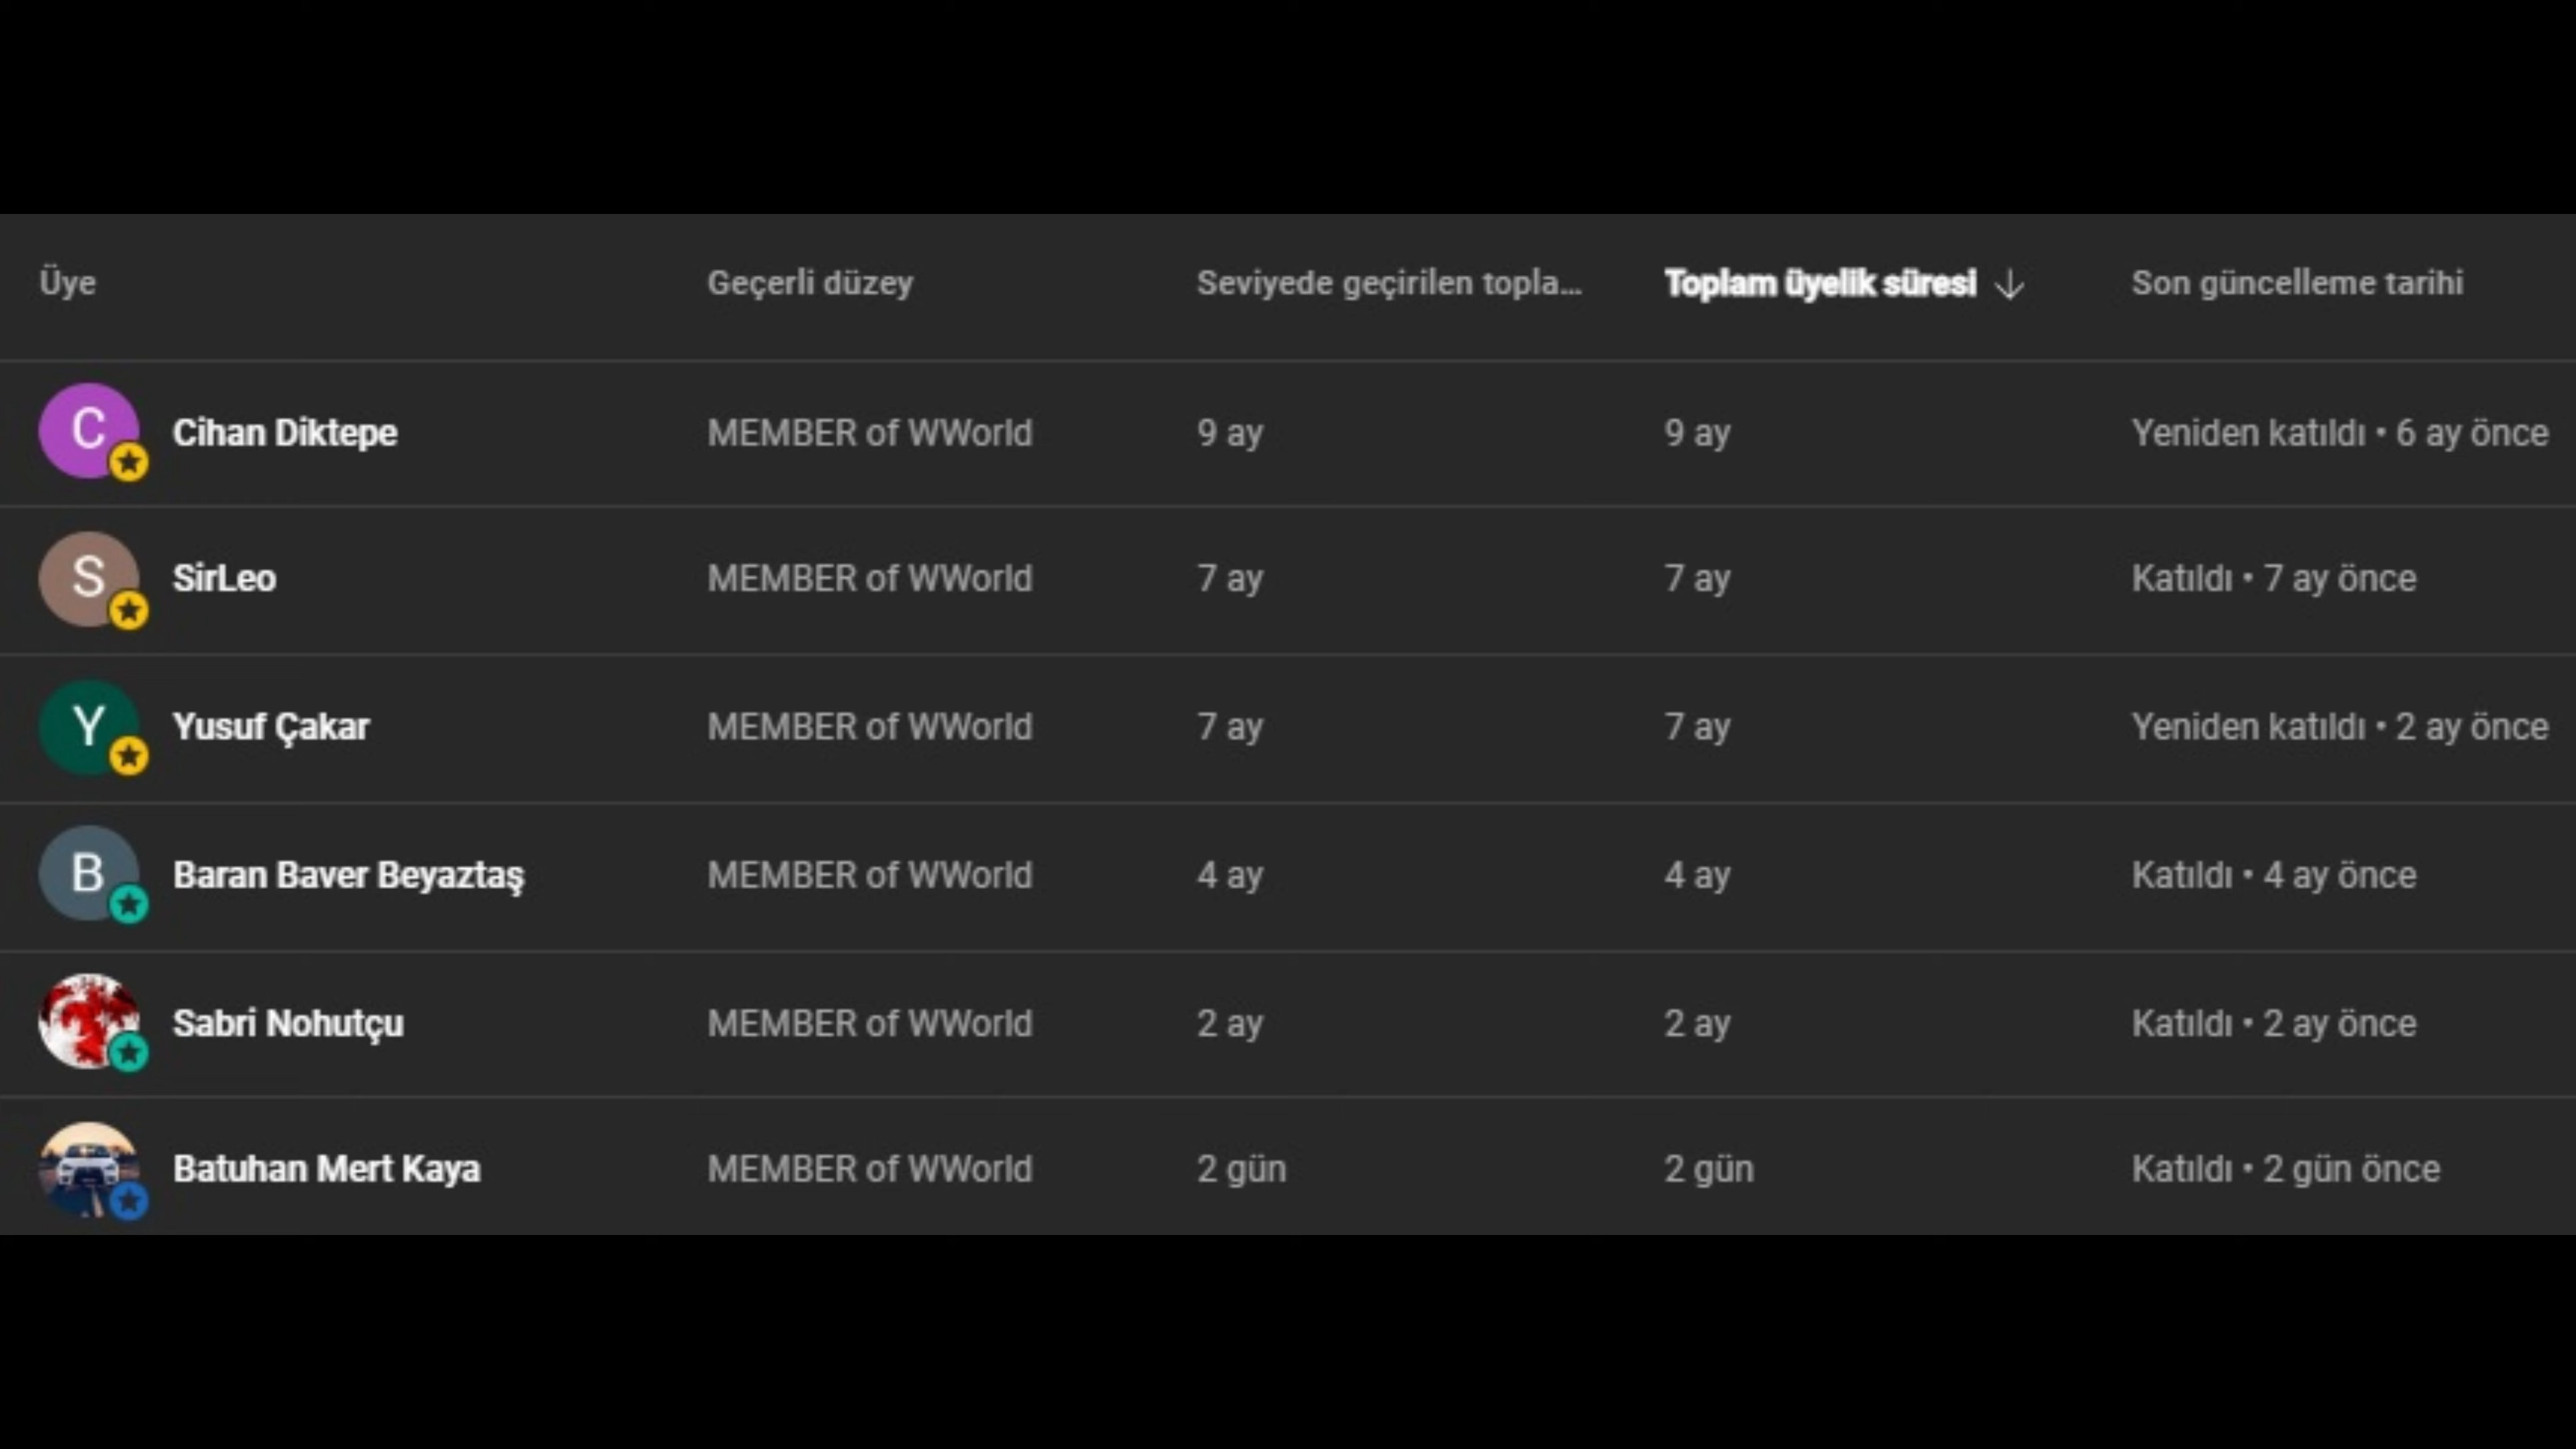 Üye Geçerli düzey Seviyede geçirilen topla... Toplam üyelik süresi ↓ Son güncelleme tarihi
C Cihan Diktepe MEMBER of WWorld 9 ay 9 ay Yeniden katıldı • 6 ay önce
S SirLeo MEMBER of WWorld 7 ay 7 ay Katıldı • 7 ay önce
Y Yusuf Çakar MEMBER of WWorld 7 ay 7 ay Yeniden katıldı • 2 ay önce
B Baran Baver Beyaztaş MEMBER of WWorld 4 ay 4 ay Katıldı • 4 ay önce
Sabri Nohutçu MEMBER of WWorld 2 ay 2 ay Katıldı • 2 ay önce
Batuhan Mert Kaya MEMBER of WWorld 2 gün 2 gün Katıldı • 2 gün önce